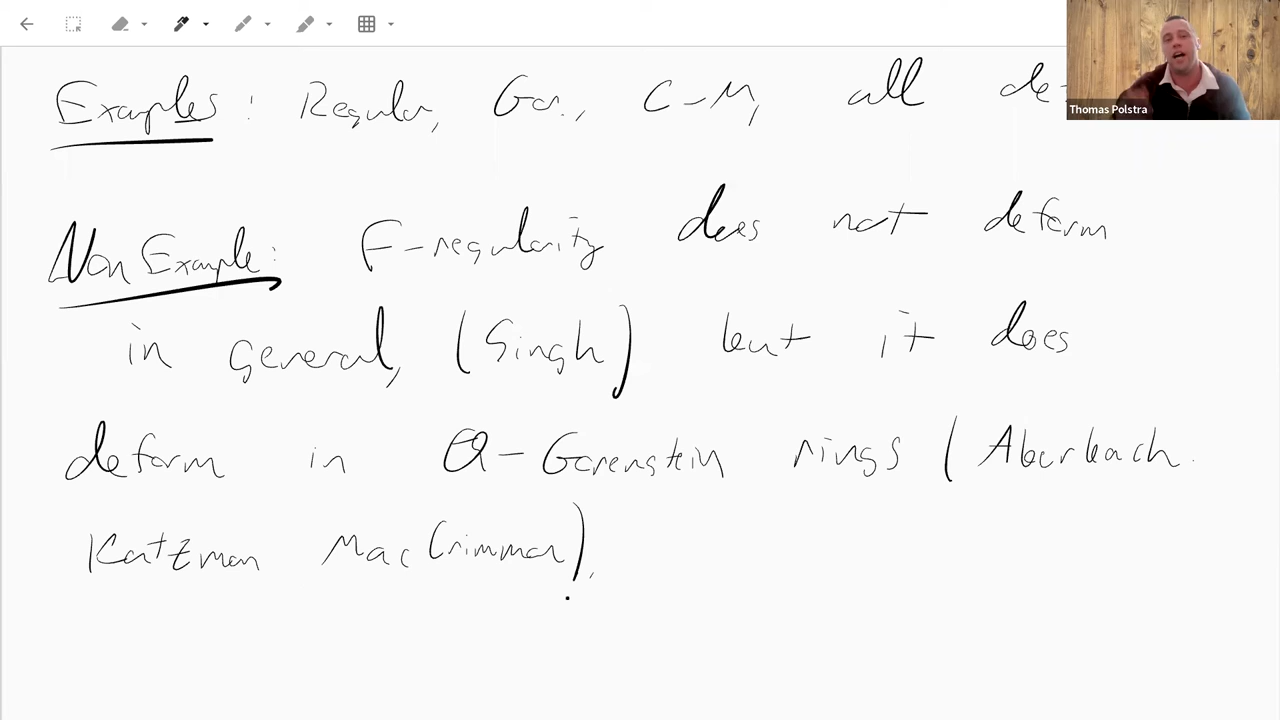 Examples: Regular, Gor., C-M, all de-
Thomas Polstra
Non Example: F-regularity does not deform
in general, (Singh) but it does
deform in Q-Gorenstein rings (Aberbach
Katzman MacCrimmon).